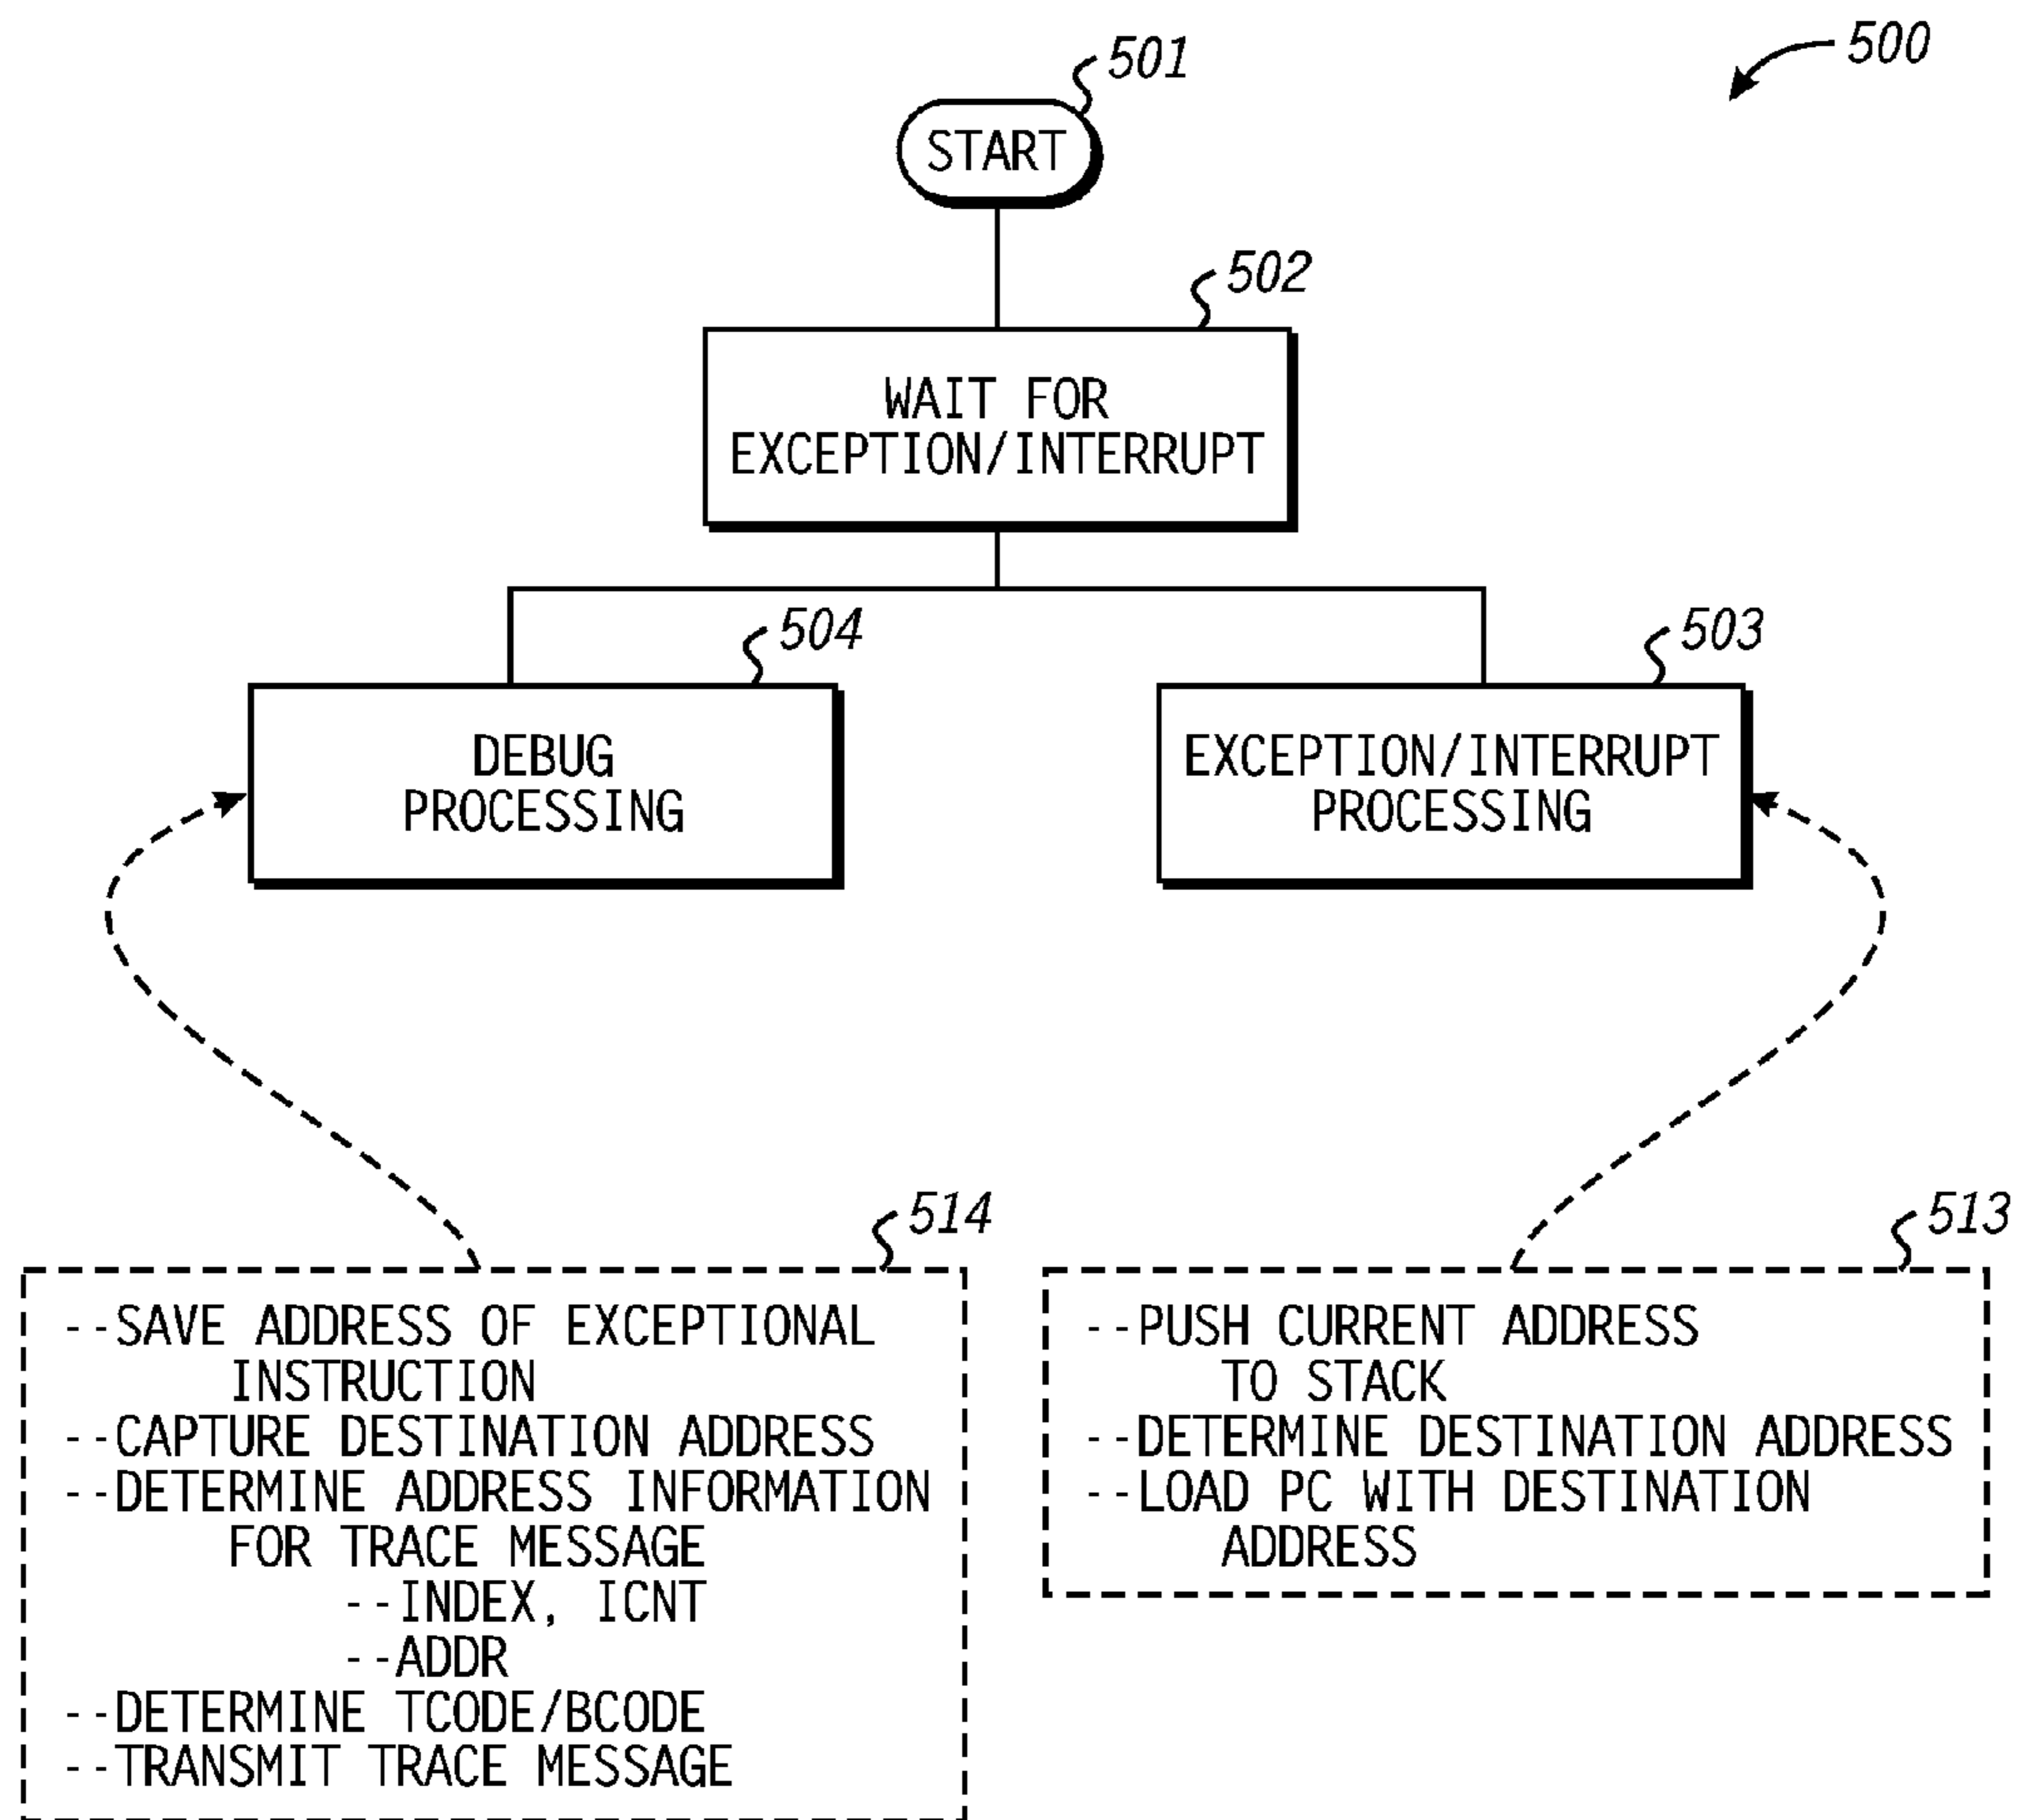 500
501
START
502
WAIT FOR
EXCEPTION/INTERRUPT
504
DEBUG
PROCESSING
503
EXCEPTION/INTERRUPT
PROCESSING
514
--SAVE ADDRESS OF EXCEPTIONAL
INSTRUCTION
--CAPTURE DESTINATION ADDRESS
--DETERMINE ADDRESS INFORMATION
FOR TRACE MESSAGE
--INDEX, ICNT
--ADDR
--DETERMINE TCODE/BCODE
--TRANSMIT TRACE MESSAGE
513
--PUSH CURRENT ADDRESS
TO STACK
--DETERMINE DESTINATION ADDRESS
--LOAD PC WITH DESTINATION
ADDRESS